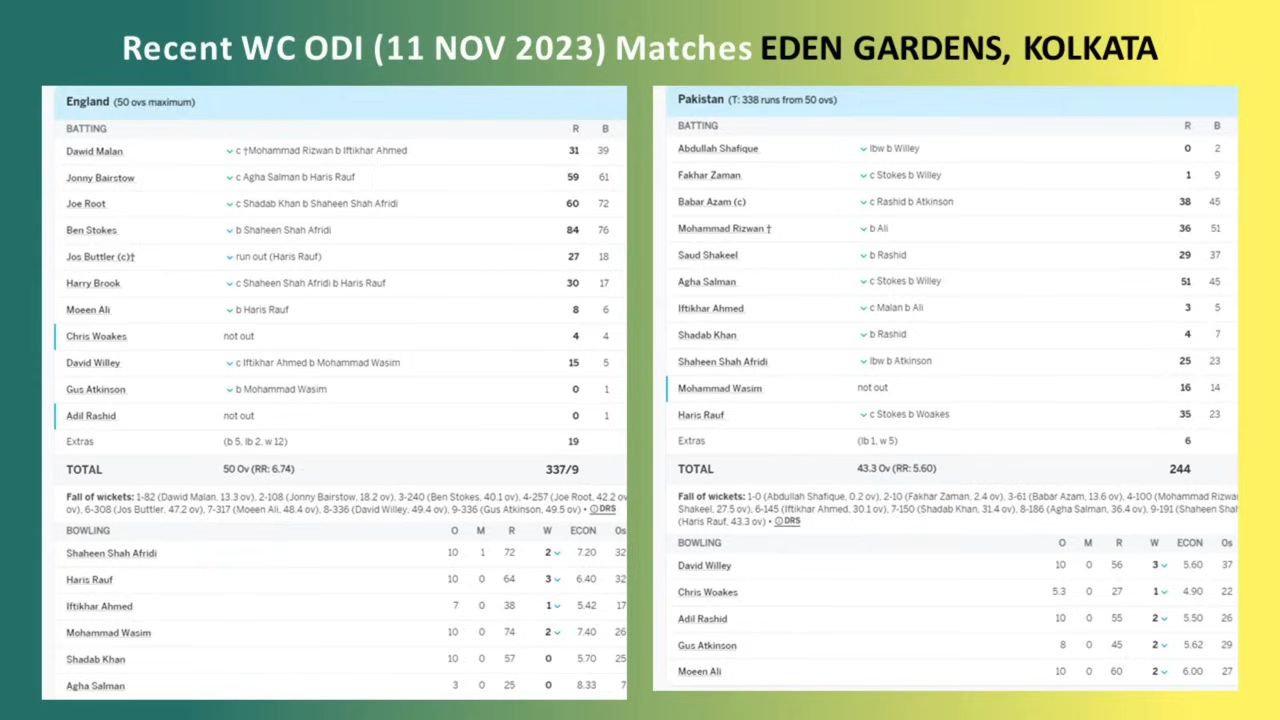 Recent WC ODI (11 NOV 2023) Matches EDEN GARDENS, KOLKATA
England (50 ovs maximum)
BATTING R B
Dawid Malan c †Mohammad Rizwan b Iftikhar Ahmed 31 39
Jonny Bairstow c Agha Salman b Haris Rauf 59 61
Joe Root c Shadab Khan b Shaheen Shah Afridi 60 72
Ben Stokes b Shaheen Shah Afridi 84 76
Jos Buttler (c)† run out (Haris Rauf) 27 18
Harry Brook c Shaheen Shah Afridi b Haris Rauf 30 17
Moeen Ali b Haris Rauf 8 6
Chris Woakes not out 4 4
David Willey c Iftikhar Ahmed b Mohammad Wasim 15 5
Gus Atkinson b Mohammad Wasim 0 1
Adil Rashid not out 0 1
Extras (b 5, lb 2, w 12) 19
TOTAL 50 Ov (RR: 6.74) 337/9
Fall of wickets: 1-82 (Dawid Malan, 13.3 ov), 2-108 (Jonny Bairstow, 18.2 ov), 3-240 (Ben Stokes, 40.1 ov), 4-257 (Joe Root, 42.2 ov
ov), 6-308 (Jos Buttler, 47.2 ov), 7-317 (Moeen Ali, 48.4 ov), 8-336 (David Willey, 49.4 ov), 9-336 (Gus Atkinson, 49.5 ov) • DRS
BOWLING O M R W ECON 0s
Shaheen Shah Afridi 10 1 72 2 7.20 32
Haris Rauf 10 0 64 3 6.40 32
Iftikhar Ahmed 7 0 38 1 5.42 17
Mohammad Wasim 10 0 74 2 7.40 26
Shadab Khan 10 0 57 0 5.70 25
Agha Salman 3 0 25 0 8.33 7
Pakistan (T: 338 runs from 50 ovs)
BATTING R B
Abdullah Shafique lbw b Willey 0 2
Fakhar Zaman c Stokes b Willey 1 9
Babar Azam (c) c Rashid b Atkinson 38 45
Mohammad Rizwan † b Ali 36 51
Saud Shakeel b Rashid 29 37
Agha Salman c Stokes b Willey 51 45
Iftikhar Ahmed c Malan b Ali 3 5
Shadab Khan b Rashid 4 7
Shaheen Shah Afridi lbw b Atkinson 25 23
Mohammad Wasim not out 16 14
Haris Rauf c Stokes b Woakes 35 23
Extras (lb 1, w 5) 6
TOTAL 43.3 Ov (RR: 5.60) 244
Fall of wickets: 1-0 (Abdullah Shafique, 0.2 ov), 2-10 (Fakhar Zaman, 2.4 ov), 3-61 (Babar Azam, 13.6 ov), 4-100 (Mohammad Rizwa
Shakeel, 27.5 ov), 6-145 (Iftikhar Ahmed, 30.1 ov), 7-150 (Shadab Khan, 31.4 ov), 8-186 (Agha Salman, 36.4 ov), 9-191 (Shaheen Shah
(Haris Rauf, 43.3 ov) • DRS
BOWLING O M R W ECON 0s
David Willey 10 0 56 3 5.60 37
Chris Woakes 5.3 0 27 1 4.90 22
Adil Rashid 10 0 55 2 5.50 26
Gus Atkinson 8 0 45 2 5.62 29
Moeen Ali 10 0 60 2 6.00 27